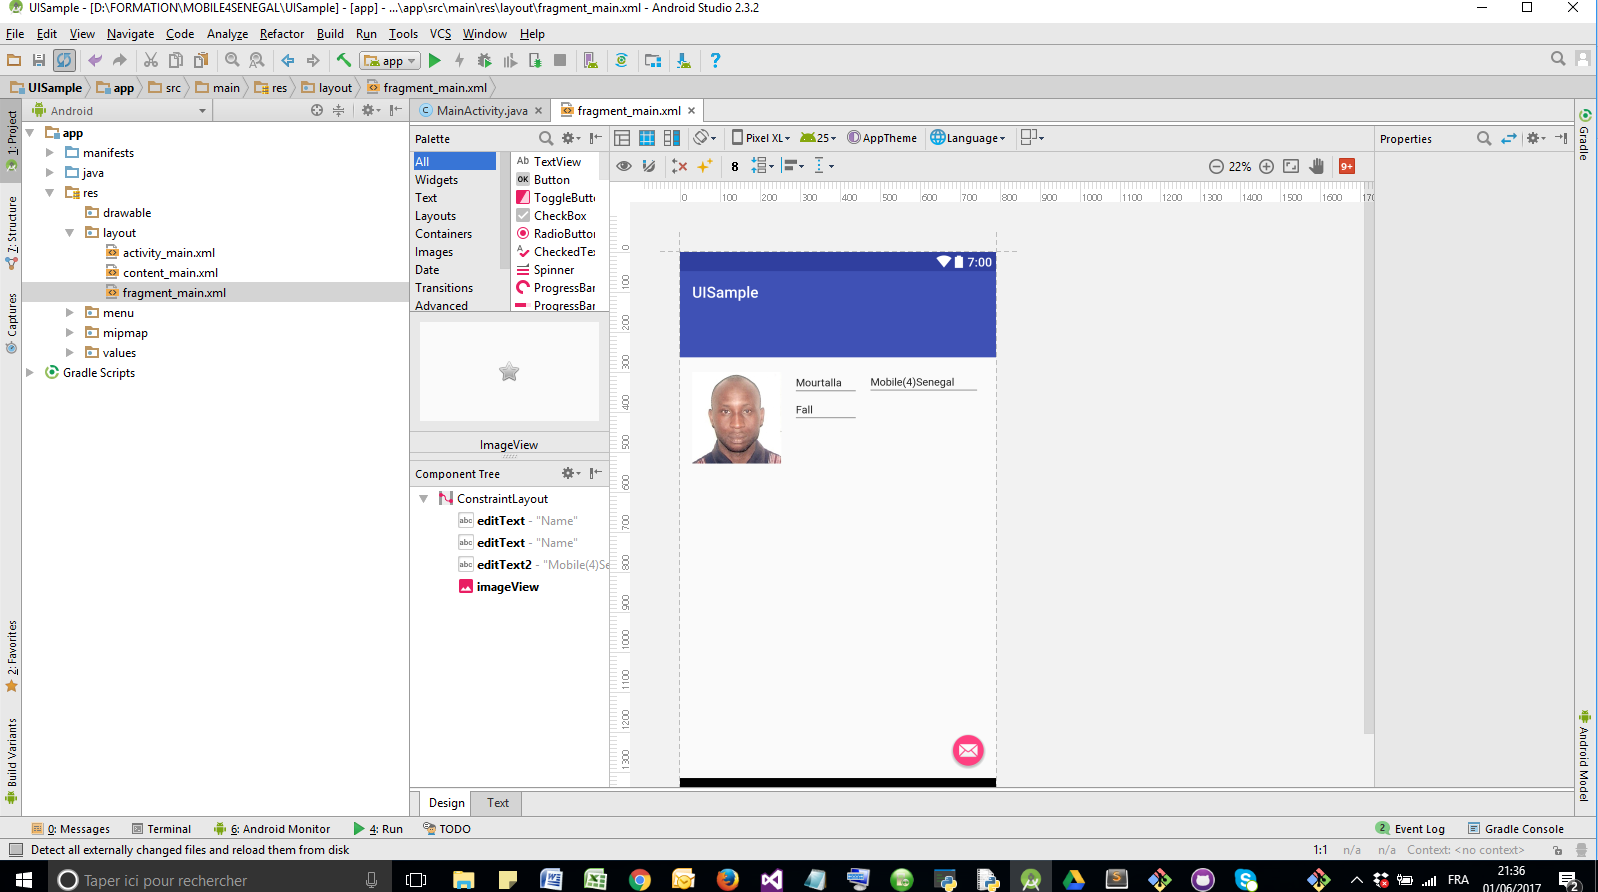 UISample - [D:\FORMATION\MOBILE4SENEGAL\UISample] - [app] - ...\app\src\main\res\layout\fragment_main.xml - Android Studio 2.3.2
File Edit View Navigate Code Analyze Refactor Build Run Tools VCS Window Help
app
UISample app src main res layout fragment_main.xml
Android
MainActivity.java fragment_main.xml
1: Project
7: Structure
Captures
2: Favorites
Build Variants
app
manifests
java
res
drawable
layout
activity_main.xml
content_main.xml
fragment_main.xml
menu
mipmap
values
Gradle Scripts
Palette
All
Widgets
Text
Layouts
Containers
Images
Date
Transitions
Advanced
Ab TextView
OK Button
ToggleButto
CheckBox
RadioButton
CheckedTex
Spinner
ProgressBar
ProgressBar
ImageView
Component Tree
ConstraintLayout
abc editText - "Name"
abc editText - "Name"
abc editText2 - "Mobile(4)Se
imageView
Pixel XL 25 AppTheme Language
8 22% 9+
0 100 200 300 400 500 600 700 800 900 1000 1100 1200 1300 1400 1500 1600 170
0
100
200
300
400
500
600
700
800
900
1000
1100
1200
1300
7:00
UISample
Mourtalla Mobile(4)Senegal
Fall
Properties
Gradle
Android Model
Design Text
0: Messages Terminal 6: Android Monitor 4: Run TODO 2 Event Log Gradle Console
Detect all externally changed files and reload them from disk 1:1 n/a n/a Context: <no context>
Taper ici pour rechercher FRA 21:36
01/06/2017 2